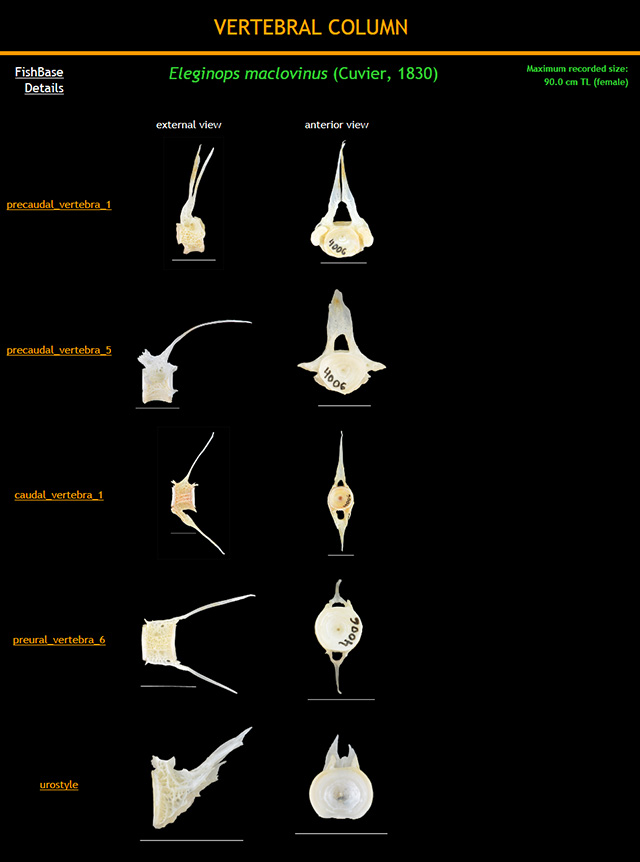 VERTEBRAL COLUMN
FishBase
Details
Eleginops maclovinus (Cuvier, 1830)
Maximum recorded size:
90.0 cm TL (female)
external view anterior view
precaudal_vertebra_1
4006
precaudal_vertebra_5
4006
caudal_vertebra_1
preural_vertebra_6
4006
urostyle